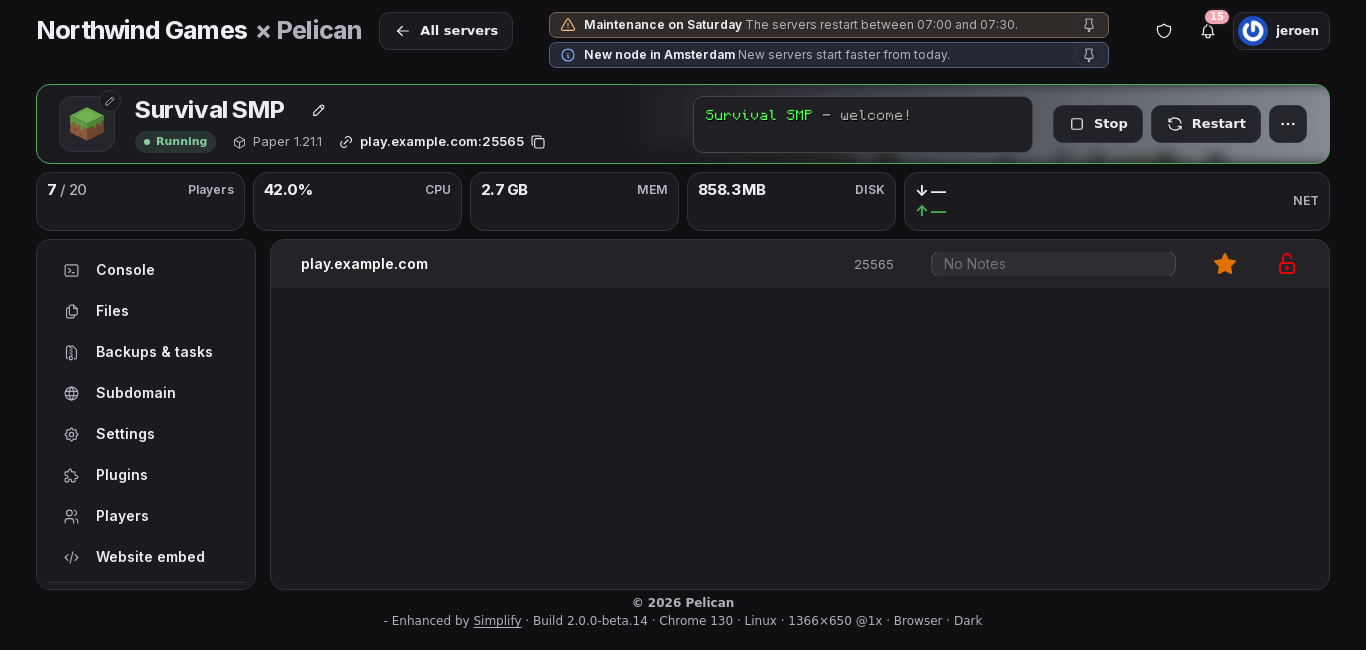 Northwind Games × Pelican
All servers
Maintenance on Saturday The servers restart between 07:00 and 07:30.
New node in Amsterdam New servers start faster from today.
15
jeroen
Survival SMP
Running
Paper 1.21.1
play.example.com:25565
Survival SMP - welcome!
Stop
Restart
7 / 20 Players
42.0% CPU
2.7 GB MEM
858.3 MB DISK
↓ —
↑ —
NET
Console
Files
Backups & tasks
Subdomain
Settings
Plugins
Players
Website embed
play.example.com 25565 No Notes
© 2026 Pelican
- Enhanced by Simplify · Build 2.0.0-beta.14 · Chrome 130 · Linux · 1366×650 @1x · Browser · Dark